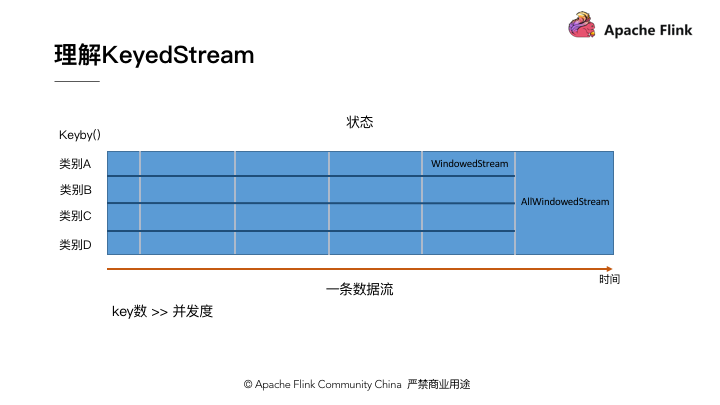 Apache Flink
理解KeyedStream
状态
Keyby()
类别A
WindowedStream
类别B
AllWindowedStream
类别C
类别D
时间
一条数据流
key数 >> 并发度
© Apache Flink Community China 严禁商业用途